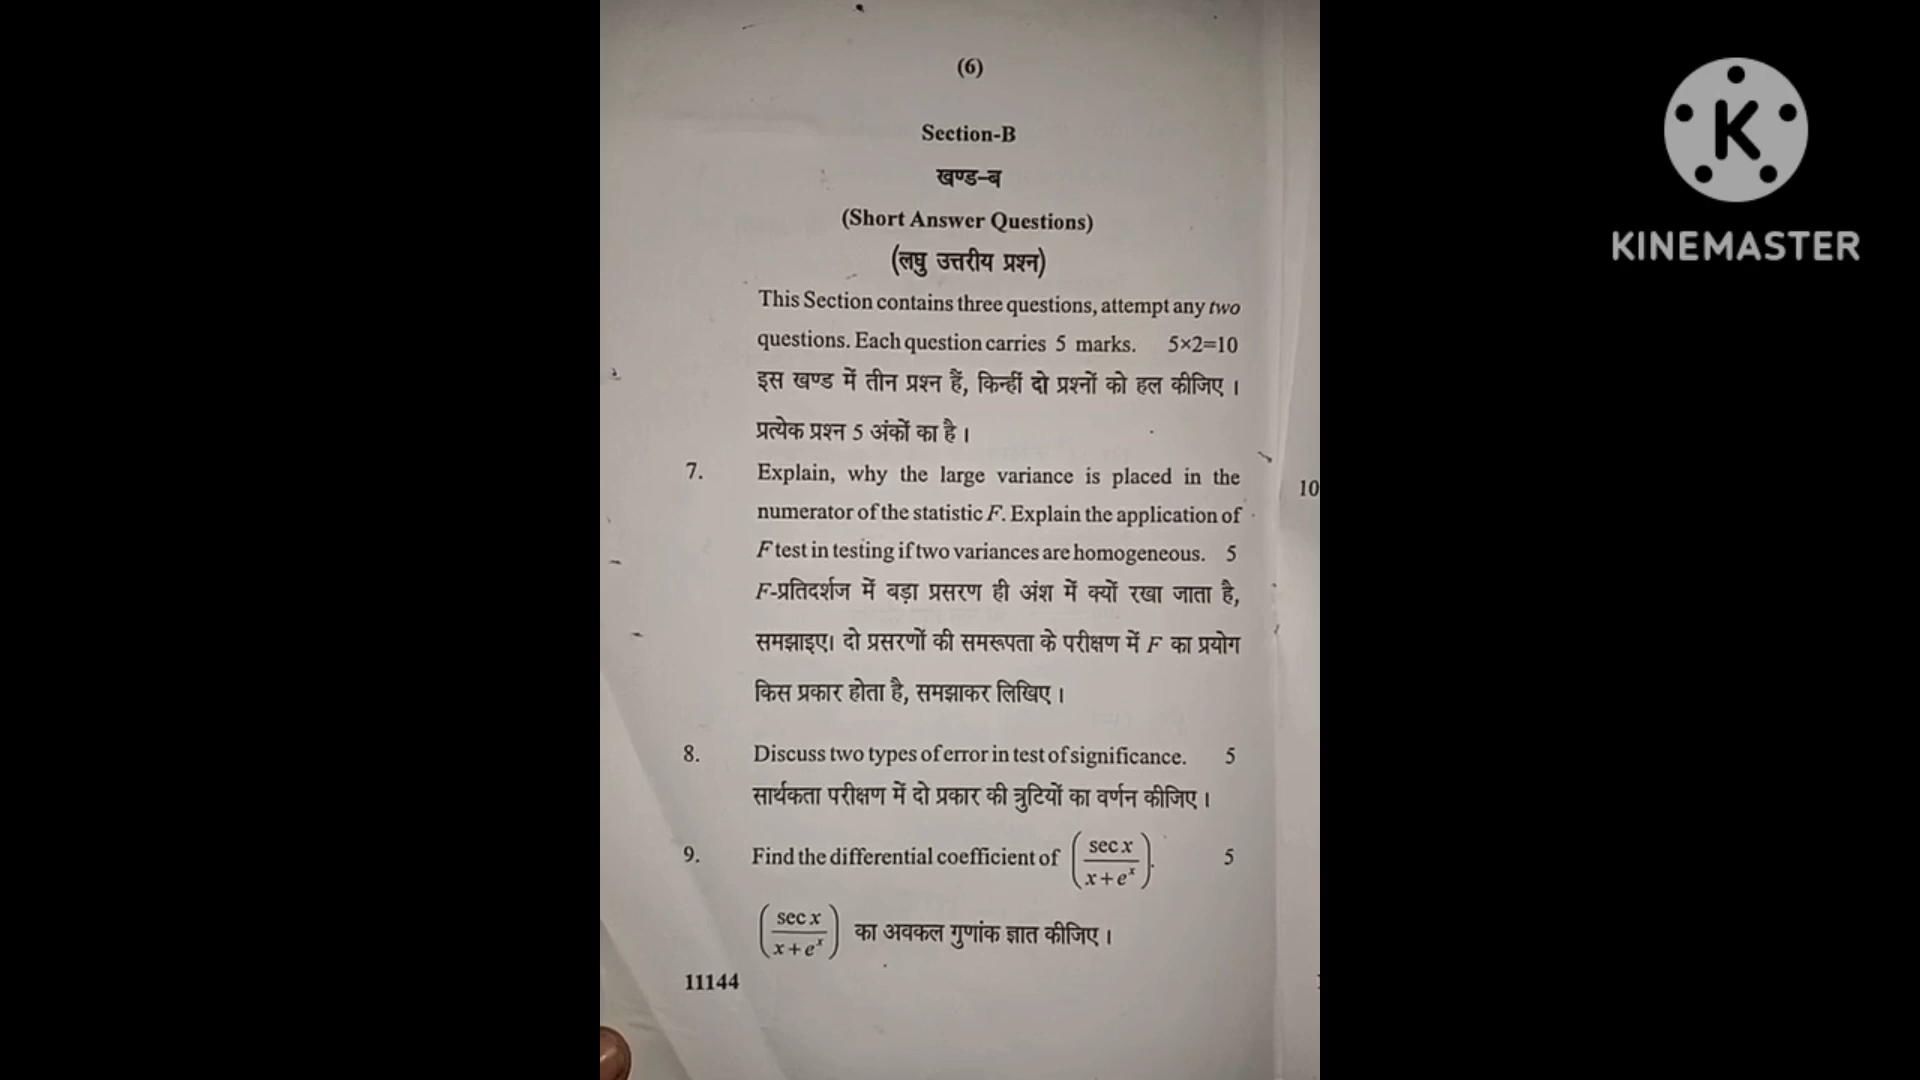 (6)
Section-B
खण्ड-ब
(Short Answer Questions)
(लघु उत्तरीय प्रश्न)
This Section contains three questions, attempt any two
questions. Each question carries 5 marks. 5×2=10
इस खण्ड में तीन प्रश्न हैं, किन्हीं दो प्रश्नों को हल कीजिए ।
प्रत्येक प्रश्न 5 अंकों का है ।
7. Explain, why the large variance is placed in the
numerator of the statistic F. Explain the application of
F test in testing if two variances are homogeneous. 5
F-प्रतिदर्शज में बड़ा प्रसरण ही अंश में क्यों रखा जाता है,
समझाइए। दो प्रसरणों की समरूपता के परीक्षण में F का प्रयोग
किस प्रकार होता है, समझाकर लिखिए ।
8. Discuss two types of error in test of significance. 5
सार्थकता परीक्षण में दो प्रकार की त्रुटियों का वर्णन कीजिए ।
9. Find the differential coefficient of (sec x / x+eˣ). 5
(sec x / x+eˣ) का अवकल गुणांक ज्ञात कीजिए ।
11144
10
KINEMASTER